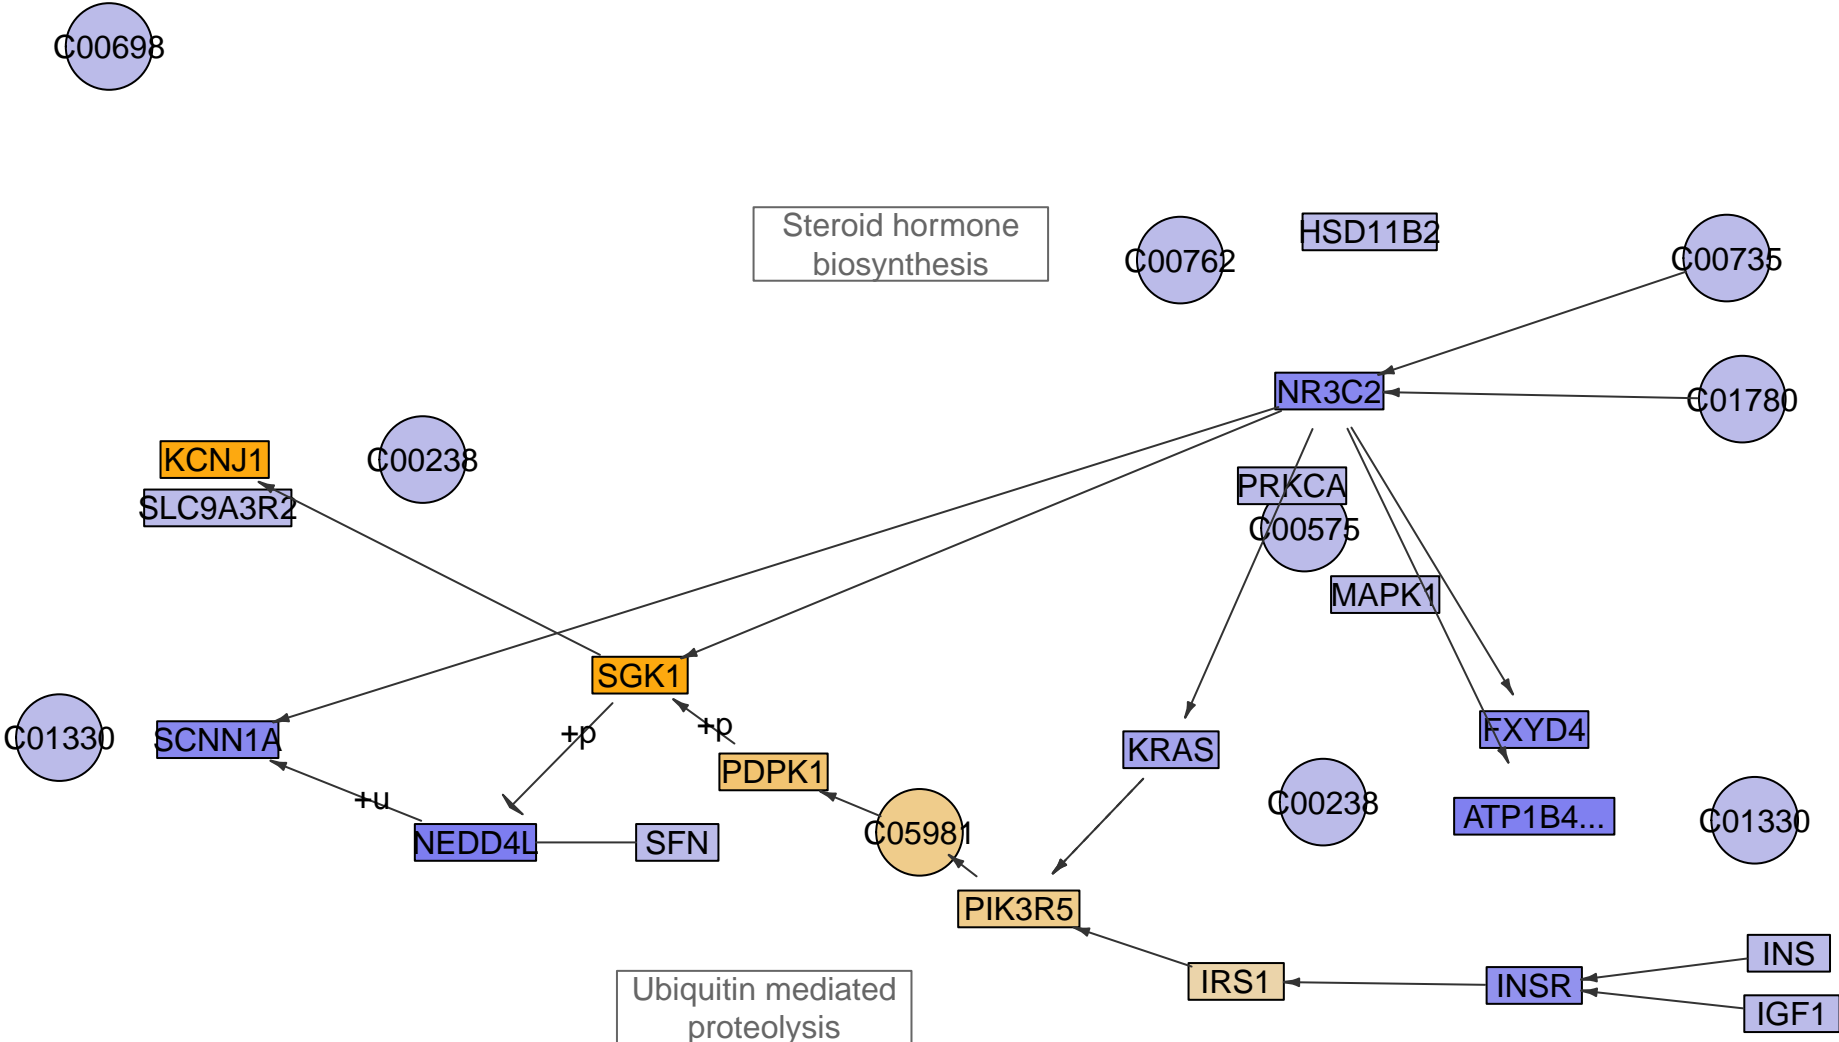 C00698
Steroid hormone
biosynthesis
C00762
HSD11B2
C00735
NR3C2
C01780
KCNJ1
C00238
SLC9A3R2
PRKCA
C00575
MAPK1
SGK1
+p
+p
C01330
SCNN1A
FXYD4
KRAS
PDPK1
+u
C00238
ATP1B4...
C01330
NEDD4L
SFN
C05981
PIK3R5
INS
IRS1
INSR
IGF1
Ubiquitin mediated
proteolysis